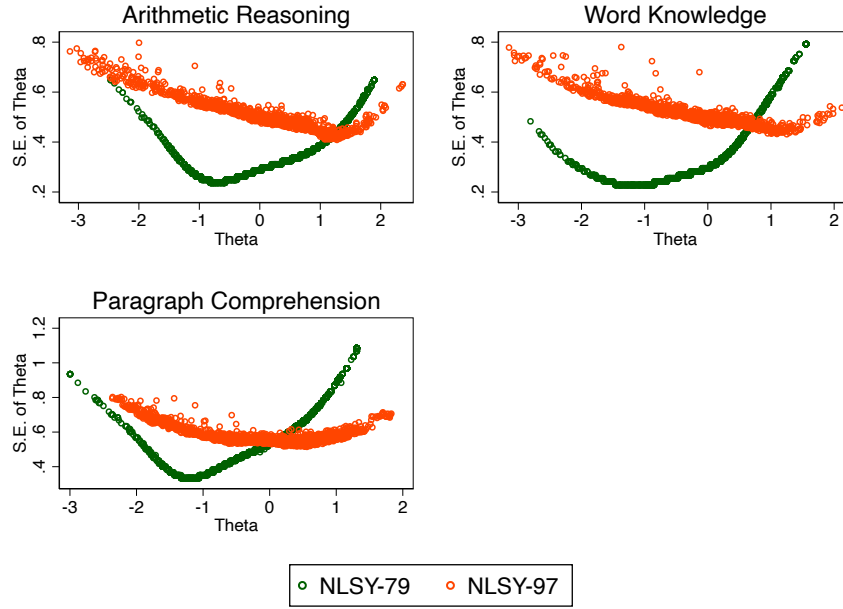 Arithmetic Reasoning
S.E. of Theta
.2 .4 .6 .8
-3 -2 -1 0 1 2
Theta
Word Knowledge
S.E. of Theta
.2 .4 .6 .8
-3 -2 -1 0 1 2
Theta
Paragraph Comprehension
S.E. of Theta
.4 .6 .8 1 1.2
-3 -2 -1 0 1 2
Theta
NLSY-79 NLSY-97